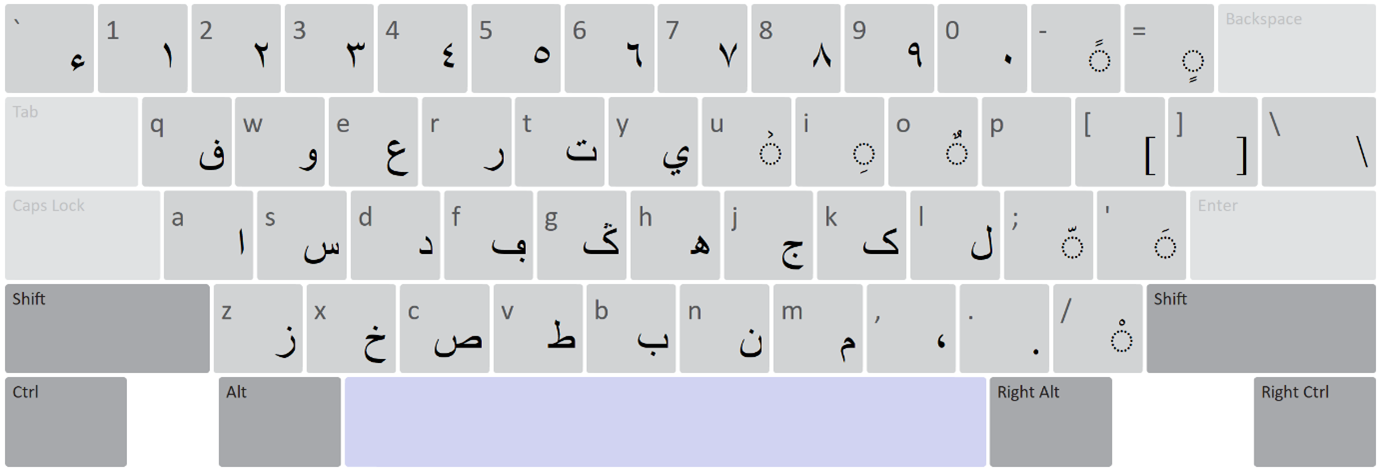 ` ء 1 ١ 2 ٢ 3 ٣ 4 ٤ 5 ٥ 6 ٦ 7 ٧ 8 ٨ 9 ٩ 0 ٠ - ◌ً = ◌ٍ Backspace
Tab q ف w و e ع r ر t ت y ي u ◌ُ i ◌ِ o ◌ٌ p [ [ ] ] \ \
Caps Lock a ا s س d د f ڢ g ݣ h ھ j ج k ک l ل ; ◌ّ ' ◌َ Enter
Shift z ز x خ c ص v ط b ب n ن m م , ، . . / ◌ْ Shift
Ctrl Alt Right Alt Right Ctrl